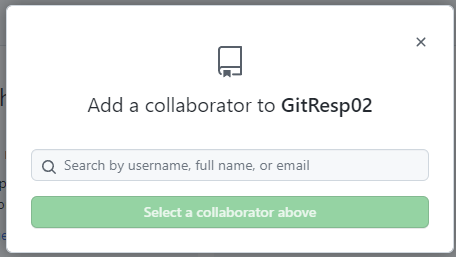 Add a collaborator to GitResp02
Search by username, full name, or email
Select a collaborator above